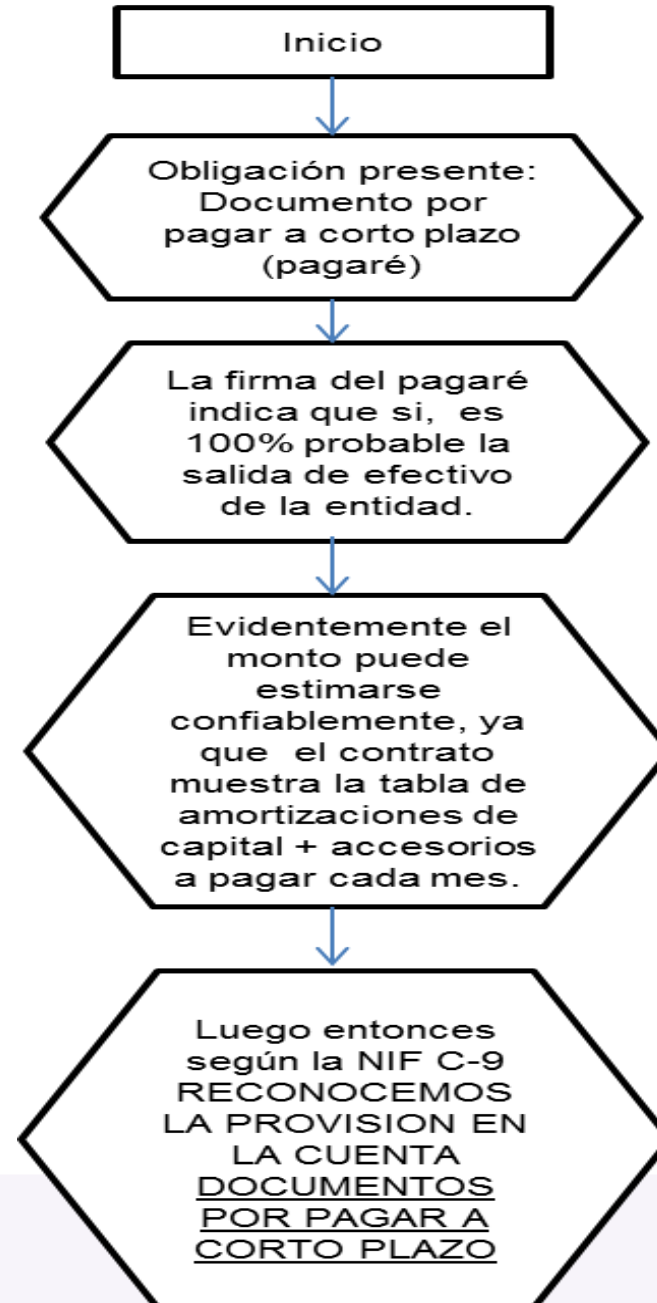 Inicio
Obligación presente:
Documento por
pagar a corto plazo
(pagaré)
La firma del pagaré
indica que si, es
100% probable la
salida de efectivo
de la entidad.
Evidentemente el
monto puede
estimarse
confiablemente, ya
que el contrato
muestra la tabla de
amortizaciones de
capital + accesorios
a pagar cada mes.
Luego entonces
según la NIF C-9
RECONOCEMOS
LA PROVISION EN
LA CUENTA
DOCUMENTOS
POR PAGAR A
CORTO PLAZO